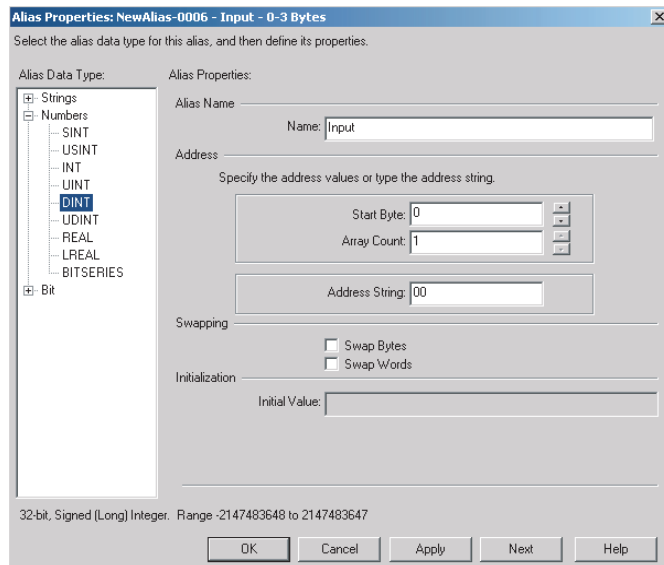 Alias Properties: NewAlias-0006 - Input - 0-3 Bytes
Select the alias data type for this alias, and then define its properties.
Alias Data Type:
Strings
Numbers
SINT
USINT
INT
UINT
DINT
UDINT
REAL
LREAL
BITSERIES
Bit
Alias Properties:
Alias Name
Name: Input
Address
Specify the address values or type the address string.
Start Byte: 0
Array Count: 1
Address String: 00
Swapping
Swap Bytes
Swap Words
Initialization
Initial Value:
32-bit, Signed (Long) Integer. Range -2147483648 to 2147483647
OK Cancel Apply Next Help